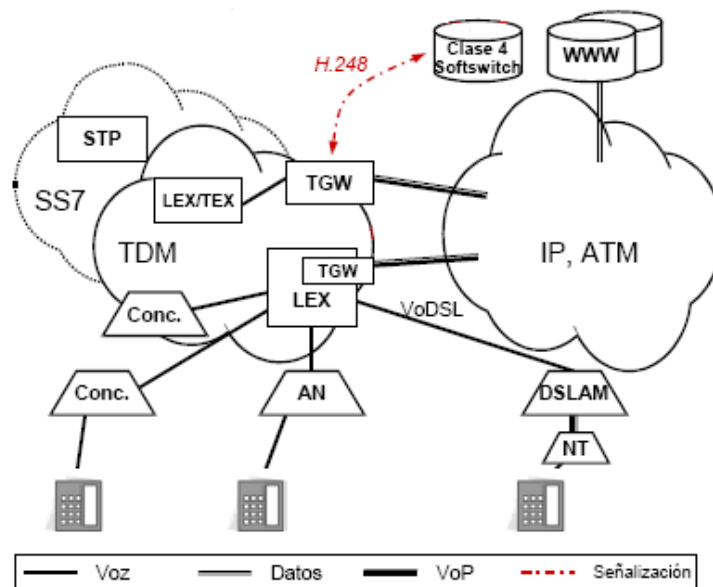 Clase 4
Softswitch
WWW
H.248
STP
SS7
LEX/TEX
TGW
TDM
TGW
LEX
IP, ATM
VoDSL
Conc.
Conc.
AN
DSLAM
NT
Voz
Datos
VoP
Señalización